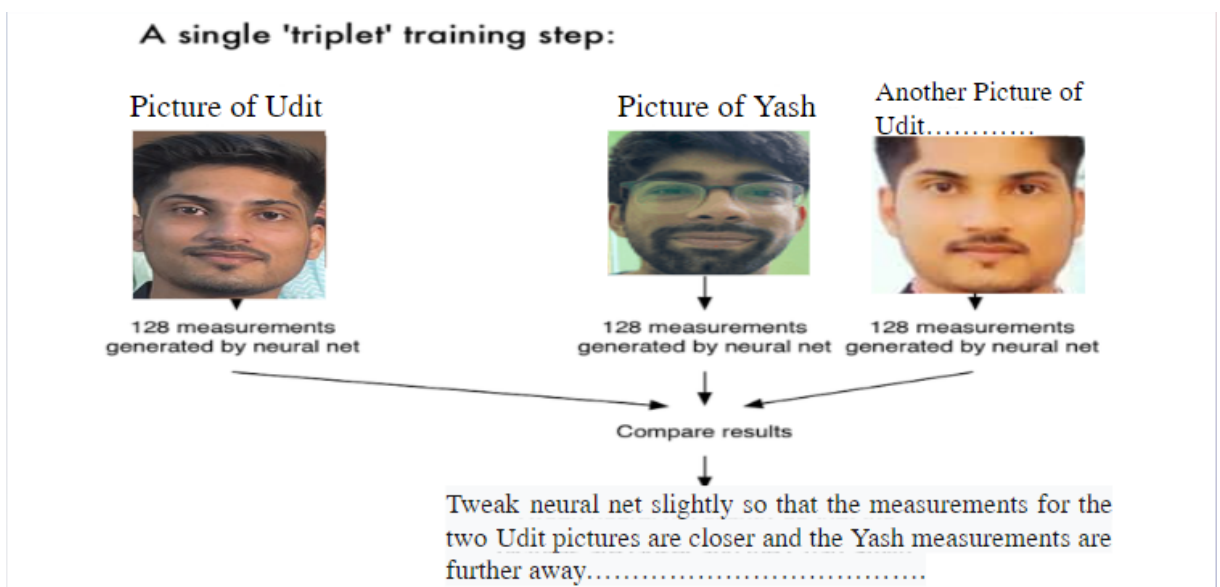 A single 'triplet' training step:
Picture of Udit
Picture of Yash
Another Picture of
Udit…………
128 measurements
generated by neural net
128 measurements
generated by neural net
128 measurements
generated by neural net
Compare results
Tweak neural net slightly so that the measurements for the
two Udit pictures are closer and the Yash measurements are
further away……………………………….